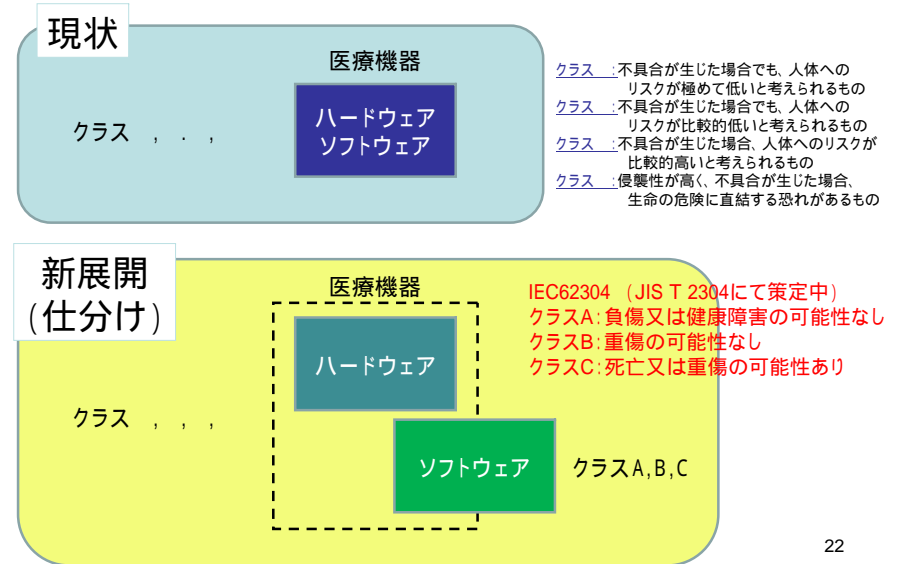 現状
医療機器
ハードウェア
ソフトウェア
クラス , . ,
クラス :不具合が生じた場合でも、人体への
リスクが極めて低いと考えられるもの
クラス :不具合が生じた場合でも、人体への
リスクが比較的低いと考えられるもの
クラス :不具合が生じた場合、人体へのリスクが
比較的高いと考えられるもの
クラス :侵襲性が高く、不具合が生じた場合、
生命の危険に直結する恐れがあるもの
新展開
(仕分け)
医療機器
ハードウェア
クラス , , ,
ソフトウェア
クラスA,B,C
IEC62304 (JIS T 2304にて策定中)
クラスA:負傷又は健康障害の可能性なし
クラスB:重傷の可能性なし
クラスC:死亡又は重傷の可能性あり
22